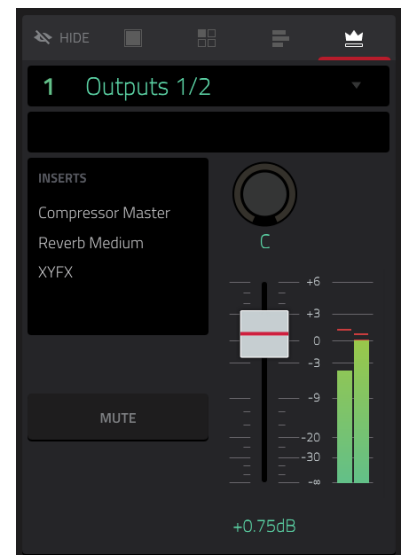 HIDE
1 Outputs 1/2
INSERTS
Compressor Master
Reverb Medium
XYFX
C
+6
+3
0
-3
-9
-20
-30
-∞
MUTE
+0.75dB